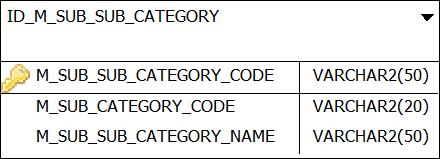 ID_M_SUB_SUB_CATEGORY
M_SUB_SUB_CATEGORY_CODE VARCHAR2(50)
M_SUB_CATEGORY_CODE VARCHAR2(20)
M_SUB_SUB_CATEGORY_NAME VARCHAR2(50)